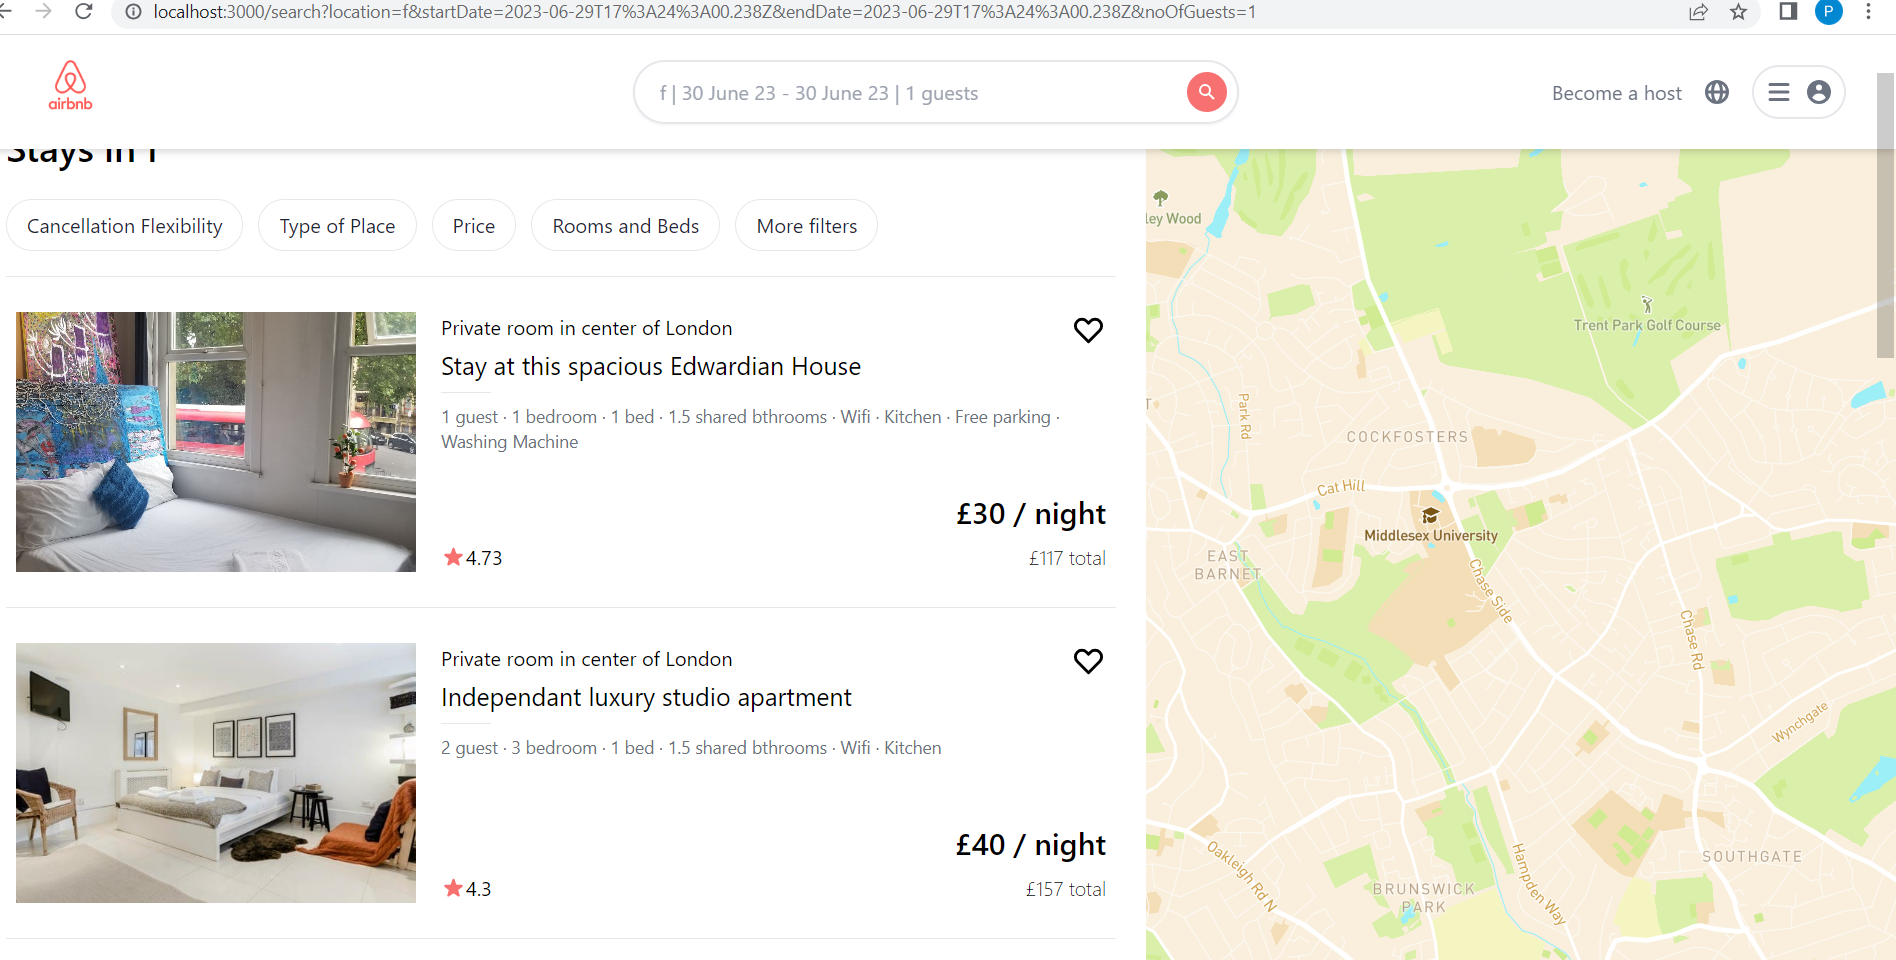 localhost:3000/search?location=f&startDate=2023-06-29T17%3A24%3A00.238Z&endDate=2023-06-29T17%3A24%3A00.238Z&noOfGuests=1
P
airbnb
f | 30 June 23 - 30 June 23 | 1 guests
Become a host
Stays in f
Cancellation Flexibility
Type of Place
Price
Rooms and Beds
More filters
Private room in center of London
Stay at this spacious Edwardian House
1 guest · 1 bedroom · 1 bed · 1.5 shared bthrooms · Wifi · Kitchen · Free parking ·
Washing Machine
£30 / night
4.73
£117 total
Private room in center of London
Independant luxury studio apartment
2 guest · 3 bedroom · 1 bed · 1.5 shared bthrooms · Wifi · Kitchen
£40 / night
4.3
£157 total
ley Wood
Trent Park Golf Course
Park Rd
COCKFOSTERS
Cat Hill
Middlesex University
EAST
BARNET
Chase Side
Chase Rd
Wynchgate
Oakleigh Rd N
Hampden Way
SOUTHGATE
BRUNSWICK
PARK